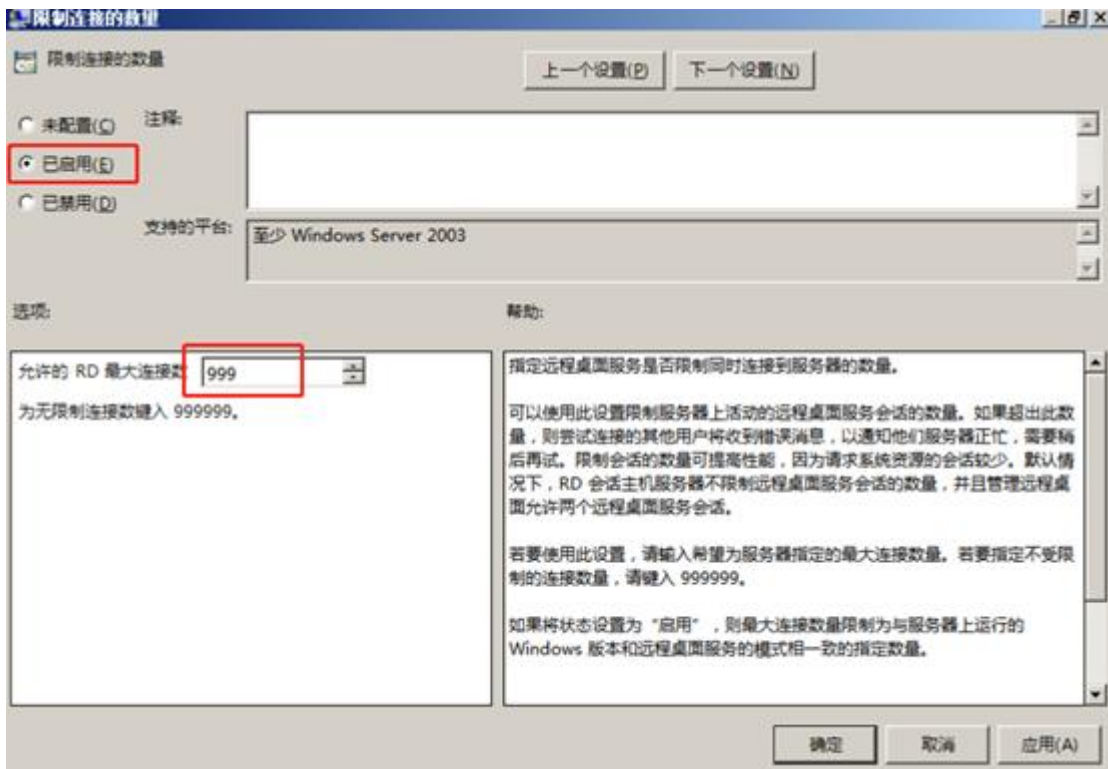 限制连接的数量
限制连接的数量
上一个设置(P)
下一个设置(N)
未配置(C)
注释:
已启用(E)
已禁用(D)
支持的平台:
至少 Windows Server 2003
选项:
帮助:
允许的 RD 最大连接数
999
为无限制连接数键入 999999。
指定远程桌面服务是否限制同时连接到服务器的数量。
可以使用此设置限制服务器上活动的远程桌面服务会话的数量。如果超出此数
量，则尝试连接的其他用户将收到错误消息，以通知他们服务器正忙，需要稍
后再试。限制会话的数量可提高性能，因为请求系统资源的会话较少。默认情
况下，RD 会话主机服务器不限制远程桌面服务会话的数量，并且管理远程桌
面允许两个远程桌面服务会话。
若要使用此设置，请输入希望为服务器指定的最大连接数量。若要指定不受限
制的连接数量，请键入 999999。
如果将状态设置为“启用”，则最大连接数量限制为与服务器上运行的
Windows 版本和远程桌面服务的模式相一致的指定数量。
确定
取消
应用(A)